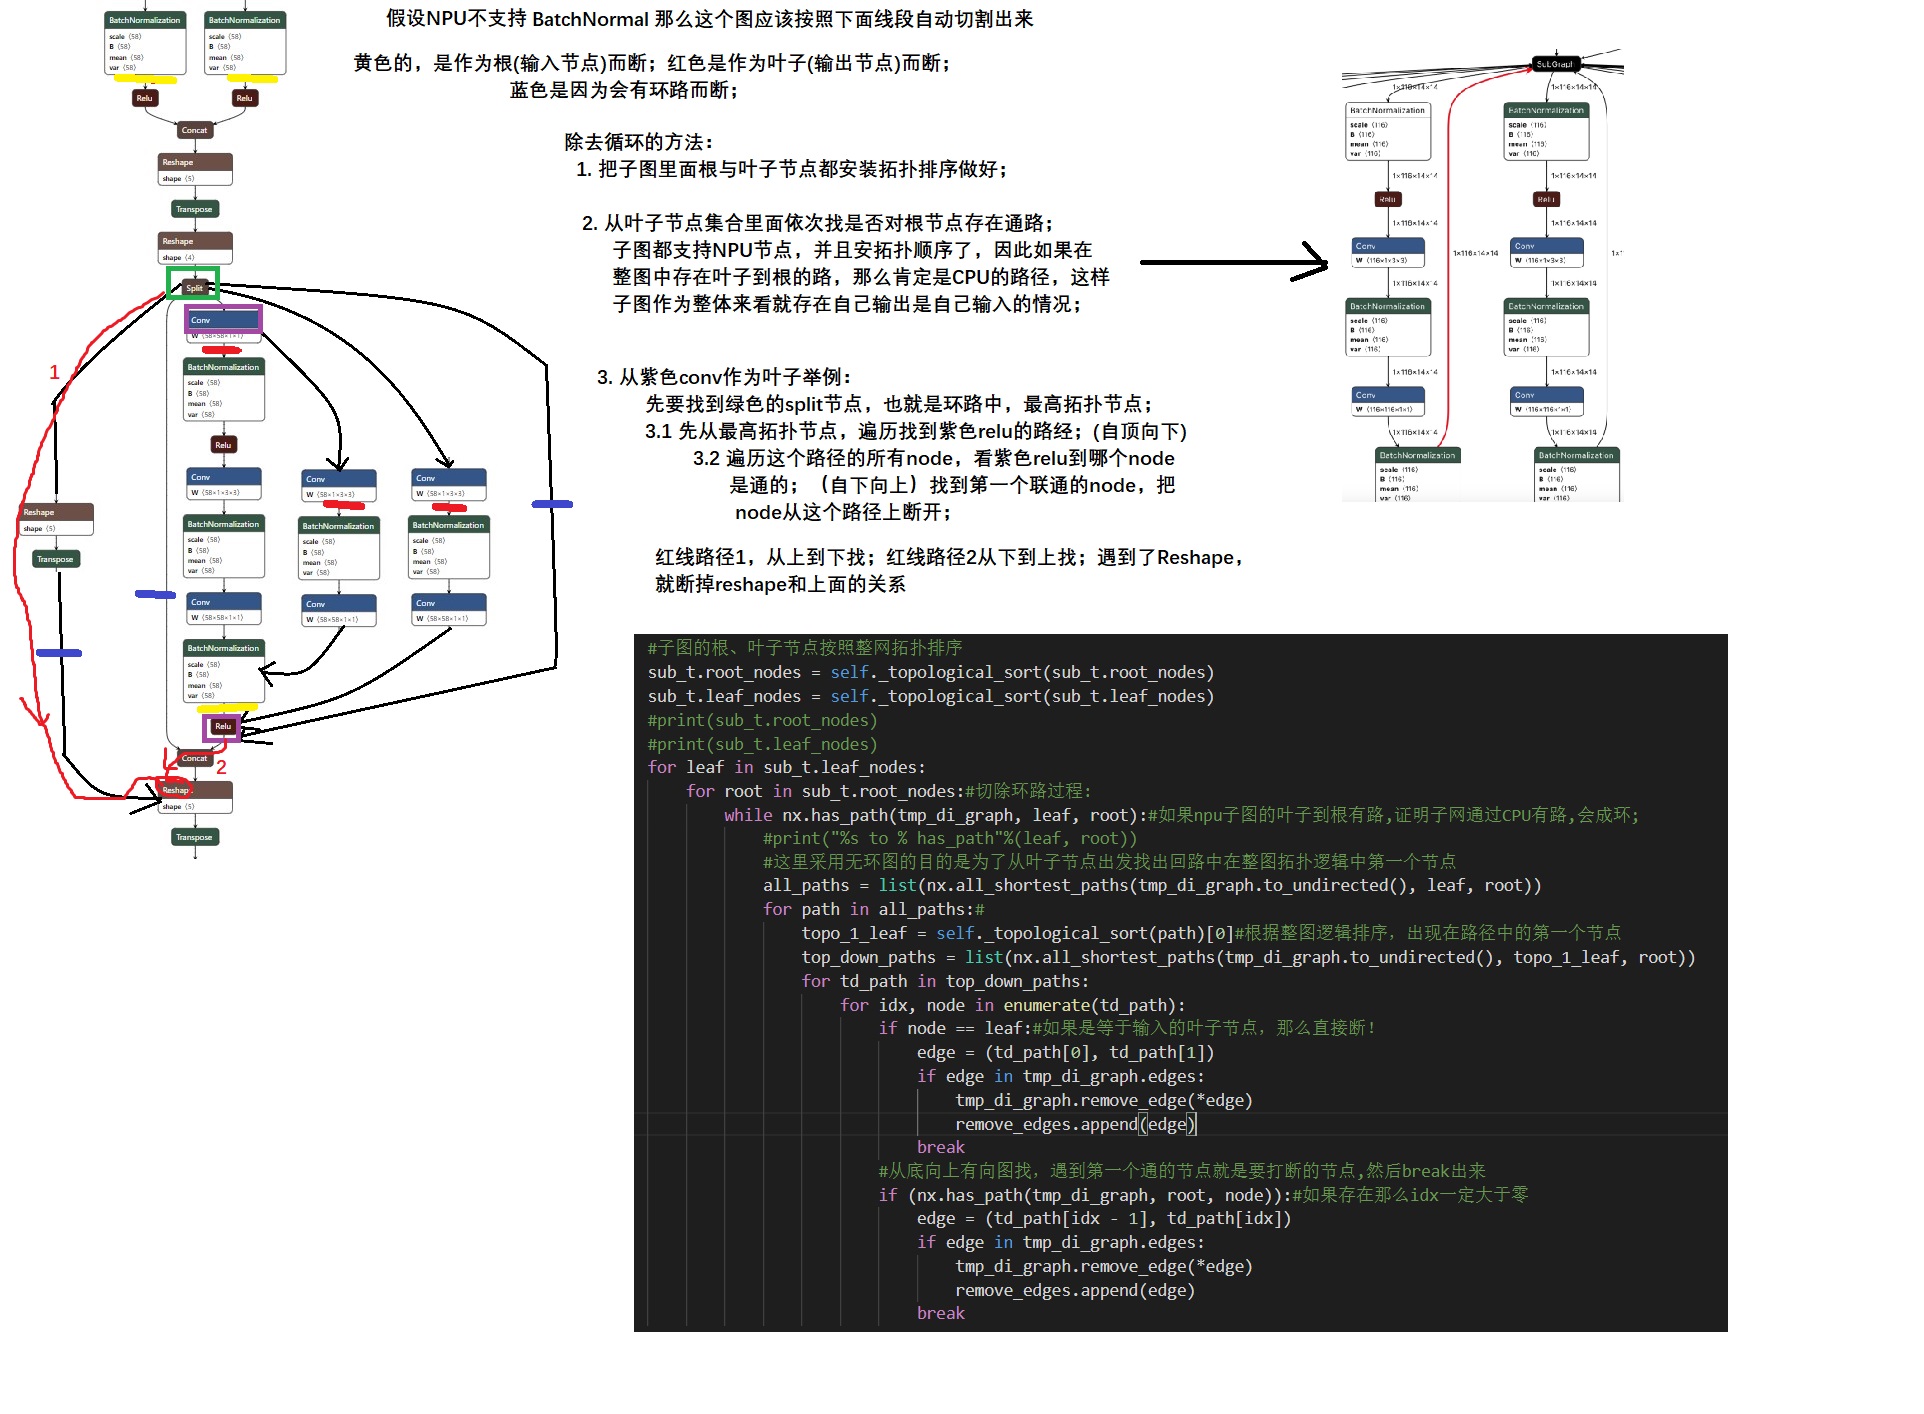 假设NPU不支持 BatchNormal 那么这个图应该按照下面线段自动切割出来
黄色的，是作为根(输入节点)而断；红色是作为叶子(输出节点)而断；
蓝色是因为会有环路而断；
除去循环的方法：
1. 把子图里面根与叶子节点都安装拓扑排序做好；
2. 从叶子节点集合里面依次找是否对根节点存在通路；
子图都支持NPU节点，并且安拓扑顺序了，因此如果在
整图中存在叶子到根的路，那么肯定是CPU的路径，这样
子图作为整体来看就存在自己输出是自己输入的情况；
3. 从紫色conv作为叶子举例：
先要找到绿色的split节点，也就是环路中，最高拓扑节点；
3.1 先从最高拓扑节点，遍历找到紫色relu的路经；(自顶向下)
3.2 遍历这个路径的所有node，看紫色relu到哪个node
是通的；（自下向上）找到第一个联通的node，把
node从这个路径上断开；
红线路径1，从上到下找；红线路径2从下到上找；遇到了Reshape，
就断掉reshape和上面的关系
BatchNormalization
scale ⟨58⟩
B ⟨58⟩
mean ⟨58⟩
var ⟨58⟩
BatchNormalization
scale ⟨58⟩
B ⟨58⟩
mean ⟨58⟩
var ⟨58⟩
Relu
Relu
Concat
Reshape
shape ⟨5⟩
Transpose
Reshape
shape ⟨4⟩
Split
Conv
W ⟨58×58×1×1⟩
BatchNormalization
scale ⟨58⟩
B ⟨58⟩
mean ⟨58⟩
var ⟨58⟩
1
Relu
Conv
W ⟨58×1×3×3⟩
Conv
W ⟨58×1×3×3⟩
Conv
W ⟨58×1×3×3⟩
Reshape
shape ⟨5⟩
Transpose
BatchNormalization
scale ⟨58⟩
B ⟨58⟩
mean ⟨58⟩
var ⟨58⟩
BatchNormalization
scale ⟨58⟩
B ⟨58⟩
mean ⟨58⟩
var ⟨58⟩
BatchNormalization
scale ⟨58⟩
B ⟨58⟩
mean ⟨58⟩
var ⟨58⟩
Conv
W ⟨58×58×1×1⟩
Conv
W ⟨58×58×1×1⟩
Conv
W ⟨58×58×1×1⟩
BatchNormalization
scale ⟨58⟩
B ⟨58⟩
mean ⟨58⟩
var ⟨58⟩
Relu
Concat
2
Reshape
shape ⟨5⟩
Transpose
SubGraph
1×116×14×14
1×116×14×14
BatchNormalization
scale ⟨116⟩
B ⟨116⟩
mean ⟨116⟩
var ⟨116⟩
BatchNormalization
scale ⟨116⟩
B ⟨116⟩
mean ⟨116⟩
var ⟨116⟩
1×116×14×14
1×116×14×14
Relu
Relu
1×116×14×14
1×116×14×14
Conv
W ⟨116×1×3×3⟩
Conv
W ⟨116×1×3×3⟩
1×116×14×14
1×116×14×14
1×116×14×14
BatchNormalization
scale ⟨116⟩
B ⟨116⟩
mean ⟨116⟩
var ⟨116⟩
BatchNormalization
scale ⟨116⟩
B ⟨116⟩
mean ⟨116⟩
var ⟨116⟩
1×116×14×14
1×116×14×14
Conv
W ⟨116×116×1×1⟩
Conv
W ⟨116×116×1×1⟩
1×116×14×14
1×116×14×14
BatchNormalization
scale ⟨116⟩
B ⟨116⟩
mean ⟨116⟩
var ⟨116⟩
BatchNormalization
scale ⟨116⟩
B ⟨116⟩
mean ⟨116⟩
var ⟨116⟩
#子图的根、叶子节点按照整网拓扑排序
sub_t.root_nodes = self._topological_sort(sub_t.root_nodes)
sub_t.leaf_nodes = self._topological_sort(sub_t.leaf_nodes)
#print(sub_t.root_nodes)
#print(sub_t.leaf_nodes)
for leaf in sub_t.leaf_nodes:
for root in sub_t.root_nodes:#切除环路过程:
while nx.has_path(tmp_di_graph, leaf, root):#如果npu子图的叶子到根有路,证明子网通过CPU有路,会成环;
#print("%s to % has_path"%(leaf, root))
#这里采用无环图的目的是为了从叶子节点出发找出回路中在整图拓扑逻辑中第一个节点
all_paths = list(nx.all_shortest_paths(tmp_di_graph.to_undirected(), leaf, root))
for path in all_paths:#
topo_1_leaf = self._topological_sort(path)[0]#根据整图逻辑排序，出现在路径中的第一个节点
top_down_paths = list(nx.all_shortest_paths(tmp_di_graph.to_undirected(), topo_1_leaf, root))
for td_path in top_down_paths:
for idx, node in enumerate(td_path):
if node == leaf:#如果是等于输入的叶子节点，那么直接断！
edge = (td_path[0], td_path[1])
if edge in tmp_di_graph.edges:
tmp_di_graph.remove_edge(*edge)
remove_edges.append(edge)
break
#从底向上有向图找，遇到第一个通的节点就是要打断的节点,然后break出来
if (nx.has_path(tmp_di_graph, root, node)):#如果存在那么idx一定大于零
edge = (td_path[idx - 1], td_path[idx])
if edge in tmp_di_graph.edges:
tmp_di_graph.remove_edge(*edge)
remove_edges.append(edge)
break